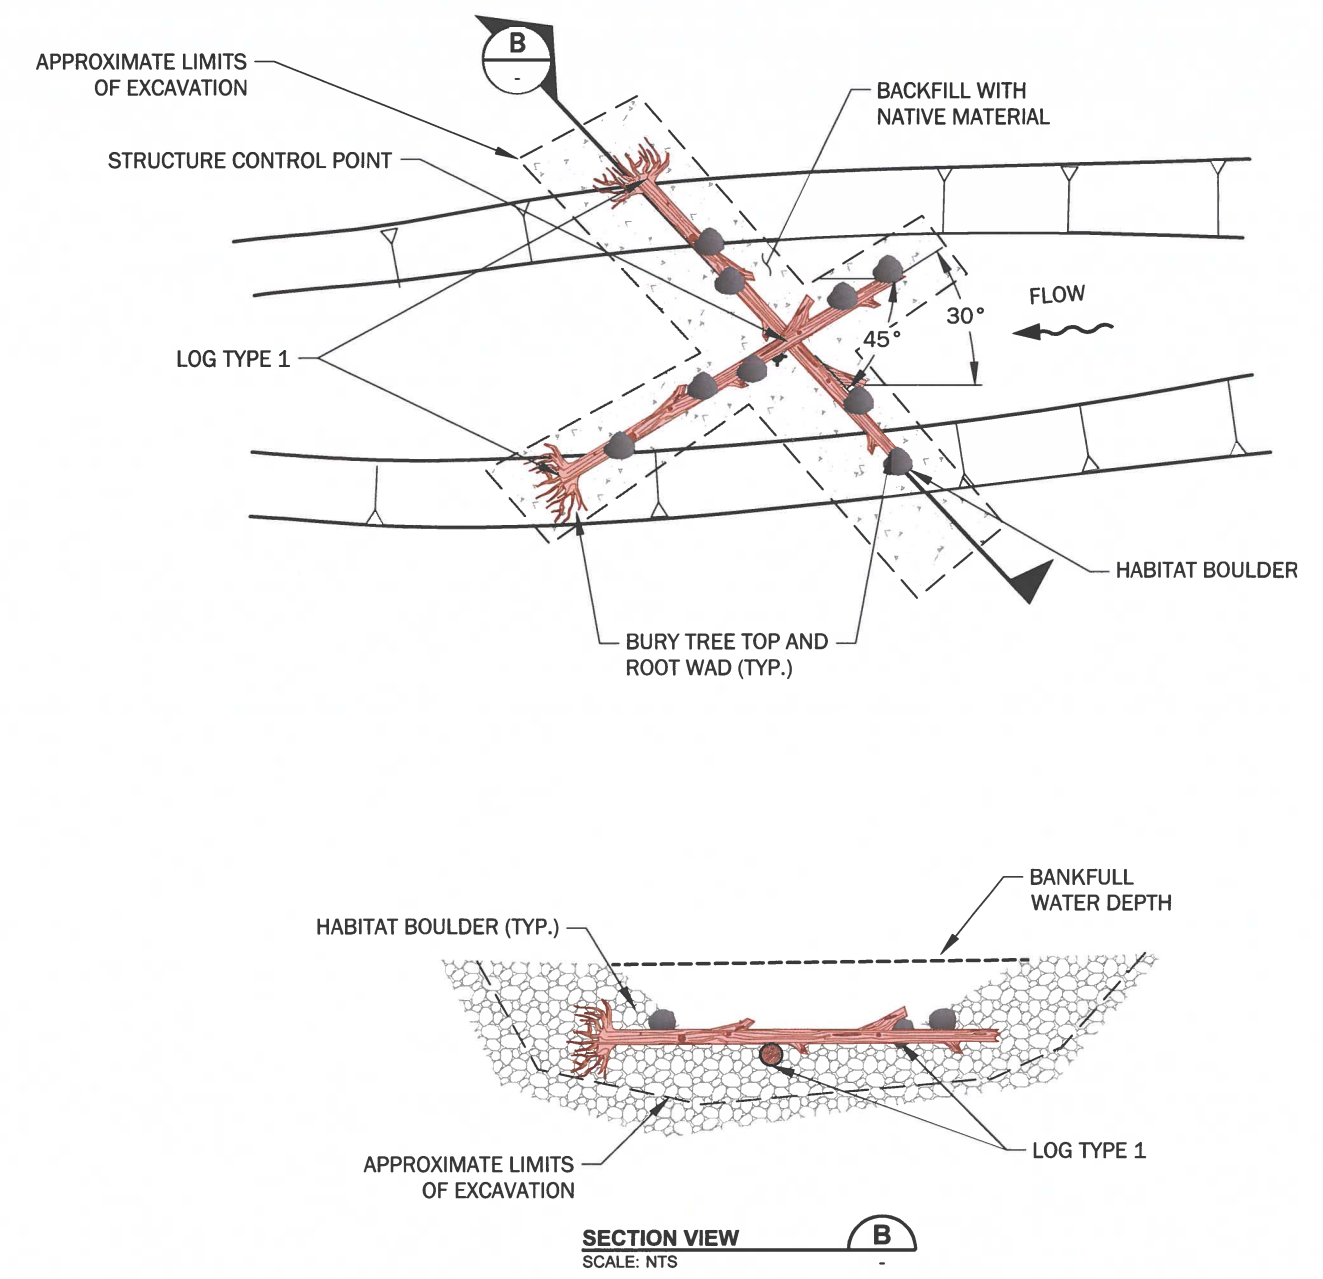 B
-
APPROXIMATE LIMITS
OF EXCAVATION
BACKFILL WITH
NATIVE MATERIAL
STRUCTURE CONTROL POINT
FLOW
30°
45°
LOG TYPE 1
HABITAT BOULDER
BURY TREE TOP AND
ROOT WAD (TYP.)
BANKFULL
WATER DEPTH
HABITAT BOULDER (TYP.)
LOG TYPE 1
APPROXIMATE LIMITS
OF EXCAVATION
SECTION VIEW
SCALE: NTS
B
-